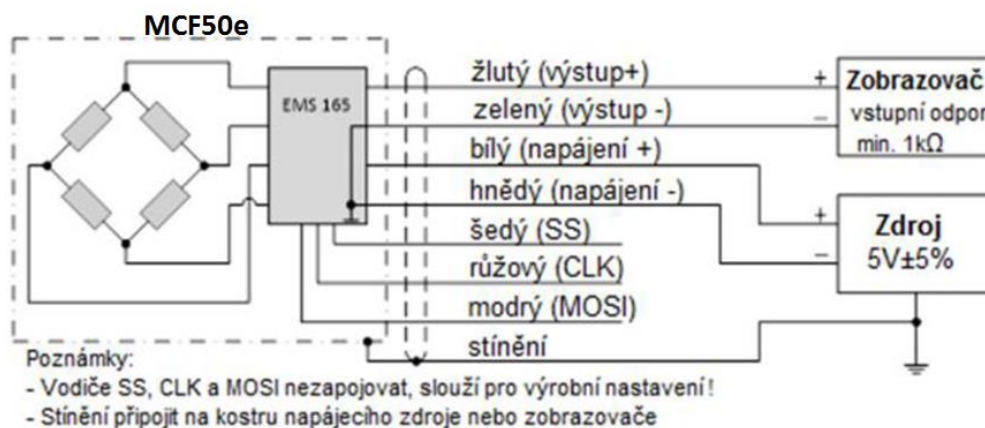 MCF50e
EMS 165
žlutý (výstup+)
zelený (výstup -)
bílý (napájení +)
hnědý (napájení -)
šedý (SS)
růžový (CLK)
modrý (MOSI)
stínění
+
Zobrazovač
vstupní odpor
–
min. 1kΩ
+
Zdroj
5V±5%
–
Poznámky:
- Vodiče SS, CLK a MOSI nezapojovat, slouží pro výrobní nastavení !
- Stínění připojit na kostru napájecího zdroje nebo zobrazovače